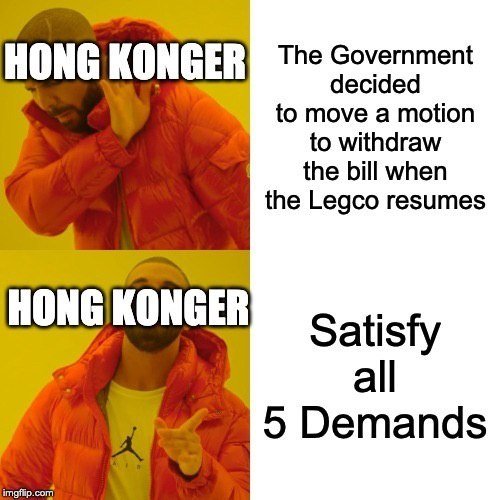 HONG KONGER
The Government
decided
to move a motion
to withdraw
the bill when
the Legco resumes
HONG KONGER
Satisfy
all
5 Demands
AIR
imgflip.com